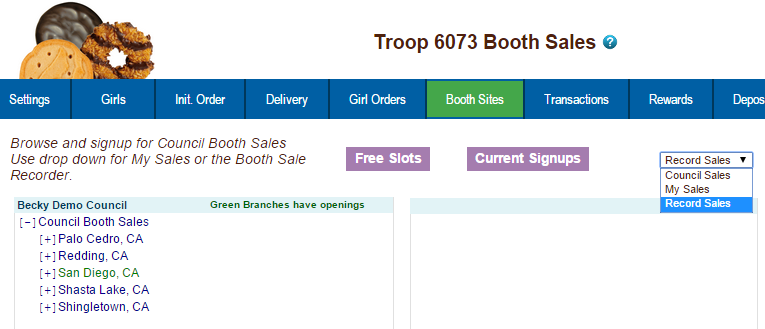 Troop 6073 Booth Sales ?
Settings Girls Init. Order Delivery Girl Orders Booth Sites Transactions Rewards Depos
Browse and signup for Council Booth Sales
Use drop down for My Sales or the Booth Sale
Recorder.
Free Slots
Current Signups
Record Sales ▼
Council Sales
My Sales
Record Sales
Becky Demo Council Green Branches have openings
[−] Council Booth Sales
[+] Palo Cedro, CA
[+] Redding, CA
[+] San Diego, CA
[+] Shasta Lake, CA
[+] Shingletown, CA